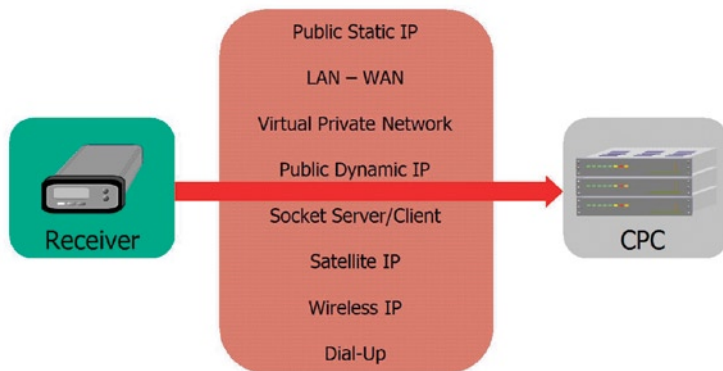 Public Static IP
LAN – WAN
Virtual Private Network
Public Dynamic IP
Socket Server/Client
Satellite IP
Wireless IP
Dial-Up
Receiver
CPC